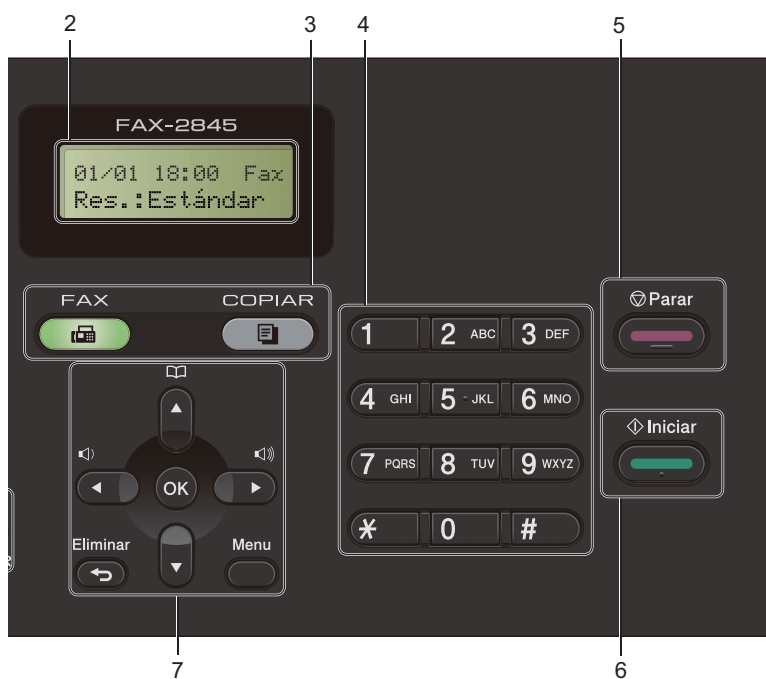 2 3 4 5
FAX-2845
01/01 18:00 Fax
Res.:Estándar
FAX COPIAR
Parar
1 2 ABC 3 DEF
4 GHI 5 JKL 6 MNO
Iniciar
7 PQRS 8 TUV 9 WXYZ
OK
* 0 #
Eliminar Menu
7 6